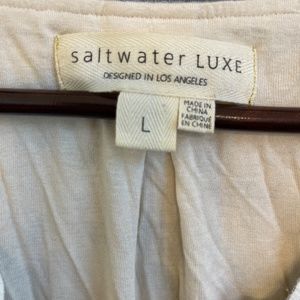 saltwater LUXE
DESIGNED IN LOS ANGELES
L
MADE IN
CHINA
FABRIQUÉ
EN CHINE